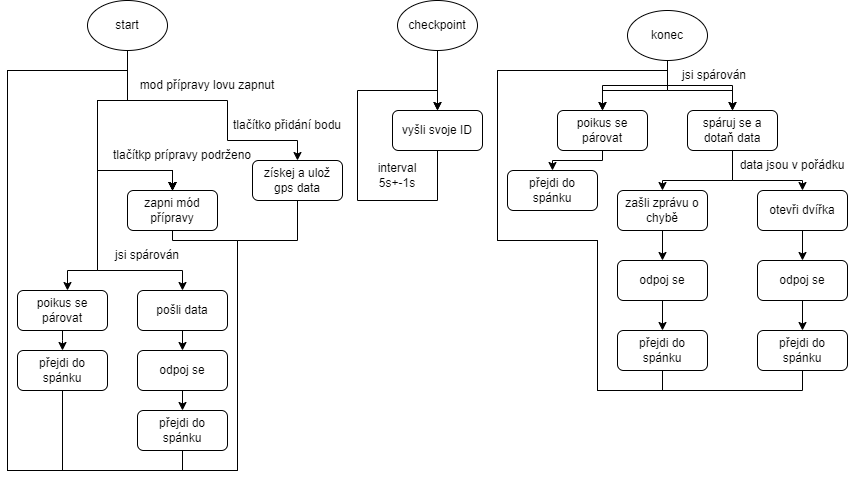 start
mod přípravy lovu zapnut
tlačítko přidání bodu
tlačítkp prípravy podrženo
získej a ulož
gps data
zapni mód
přípravy
jsi spárován
poikus se
párovat
pošli data
přejdi do
spánku
odpoj se
přejdi do
spánku
checkpoint
vyšli svoje ID
interval
5s+-1s
konec
jsi spárován
poikus se
párovat
spáruj se a
dotaň data
přejdi do
spánku
data jsou v pořádku
zašli zprávu o
chybě
otevři dvířka
odpoj se
odpoj se
přejdi do
spánku
přejdi do
spánku